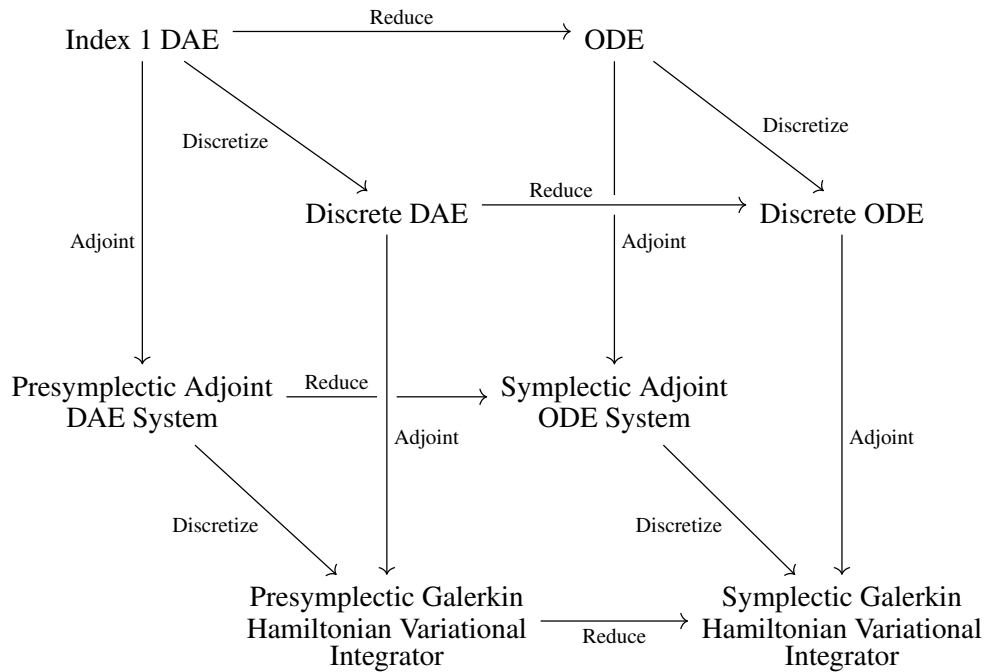 Reduce
Index 1 DAE
ODE
Discretize
Discretize
Reduce
Discrete DAE
Discrete ODE
Adjoint
Adjoint
Presymplectic Adjoint
DAE System
Reduce
Symplectic Adjoint
ODE System
Adjoint
Adjoint
Discretize
Discretize
Presymplectic Galerkin
Hamiltonian Variational
Integrator
Reduce
Symplectic Galerkin
Hamiltonian Variational
Integrator